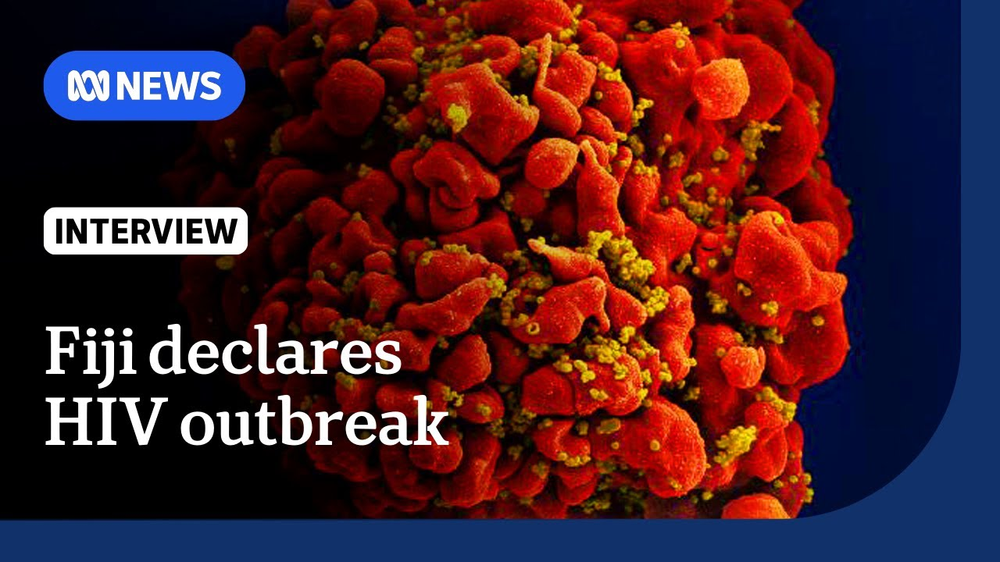 NEWS
INTERVIEW
Fiji declares
HIV outbreak